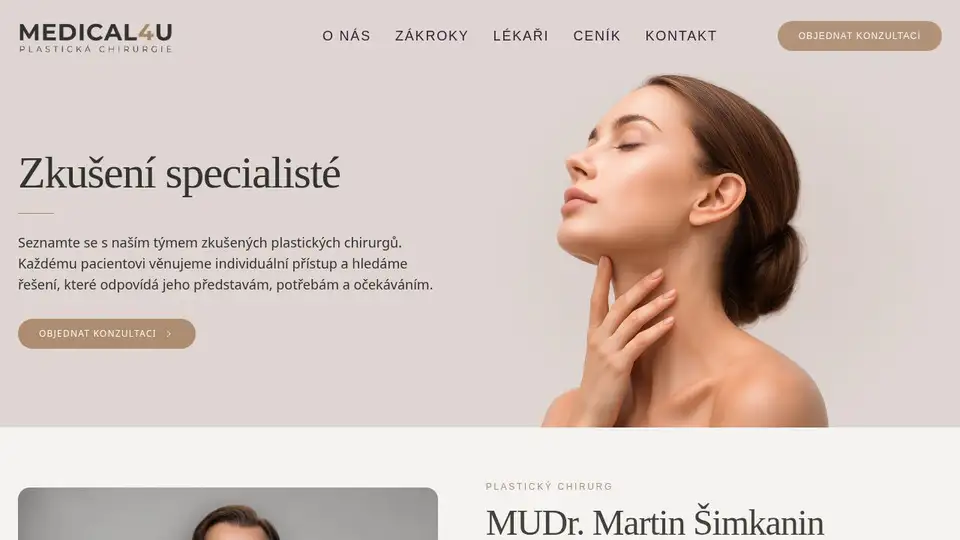 MEDICAL4U
PLASTICKÁ CHIRURGIE
O NÁS
ZÁKROKY
LÉKAŘI
CENÍK
KONTAKT
OBJEDNAT KONZULTACI
Zkušení specialisté
Seznamte se s naším týmem zkušených plastických chirurgů.
Každému pacientovi věnujeme individuální přístup a hledáme
řešení, které odpovídá jeho představám, potřebám a očekáváním.
OBJEDNAT KONZULTACI
PLASTICKÝ CHIRURG
MUDr. Martin Šimkanin